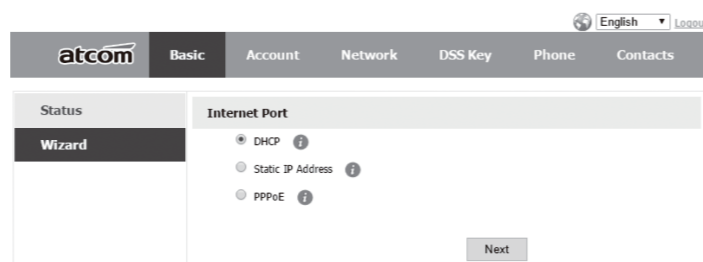 English Logou
atcom Basic Account Network DSS Key Phone Contacts
Status
Wizard
Internet Port
DHCP
Static IP Address
PPPoE
Next